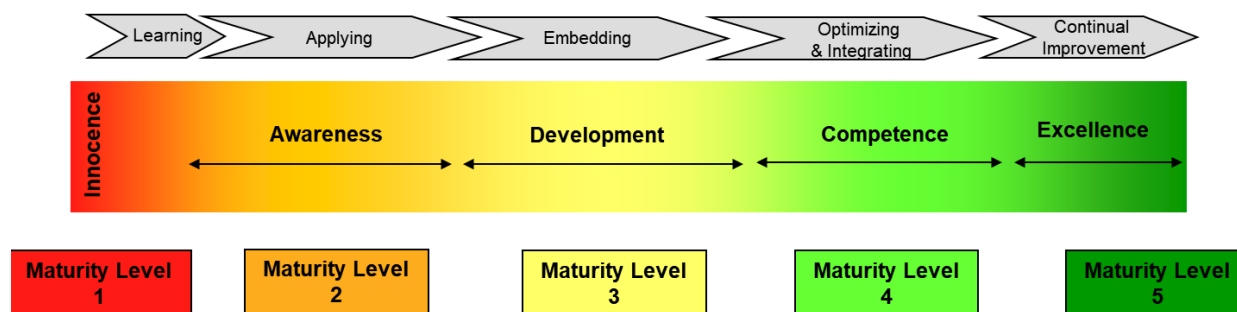 Learning
Applying
Embedding
Optimizing
& Integrating
Continual
Improvement
Innocence
Awareness
Development
Competence
Excellence
Maturity Level
1
Maturity Level
2
Maturity Level
3
Maturity Level
4
Maturity Level
5